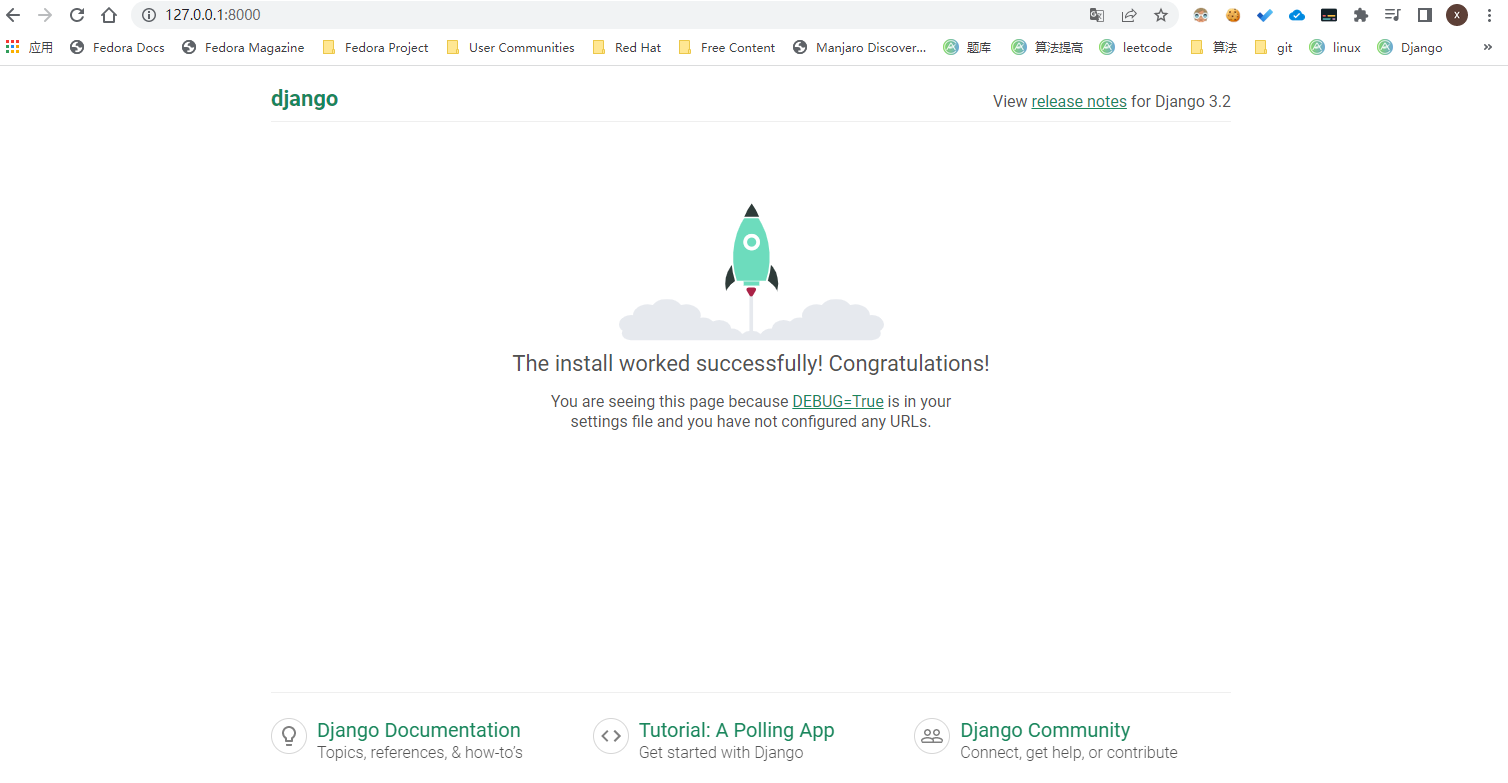 127.0.0.1:8000
X
应用 Fedora Docs Fedora Magazine Fedora Project User Communities Red Hat Free Content Manjaro Discover... 题库 算法提高 leetcode 算法 git linux Django »
django
View release notes for Django 3.2
The install worked successfully! Congratulations!
You are seeing this page because DEBUG=True is in your
settings file and you have not configured any URLs.
Django Documentation
Topics, references, & how-to’s
Tutorial: A Polling App
Get started with Django
Django Community
Connect, get help, or contribute